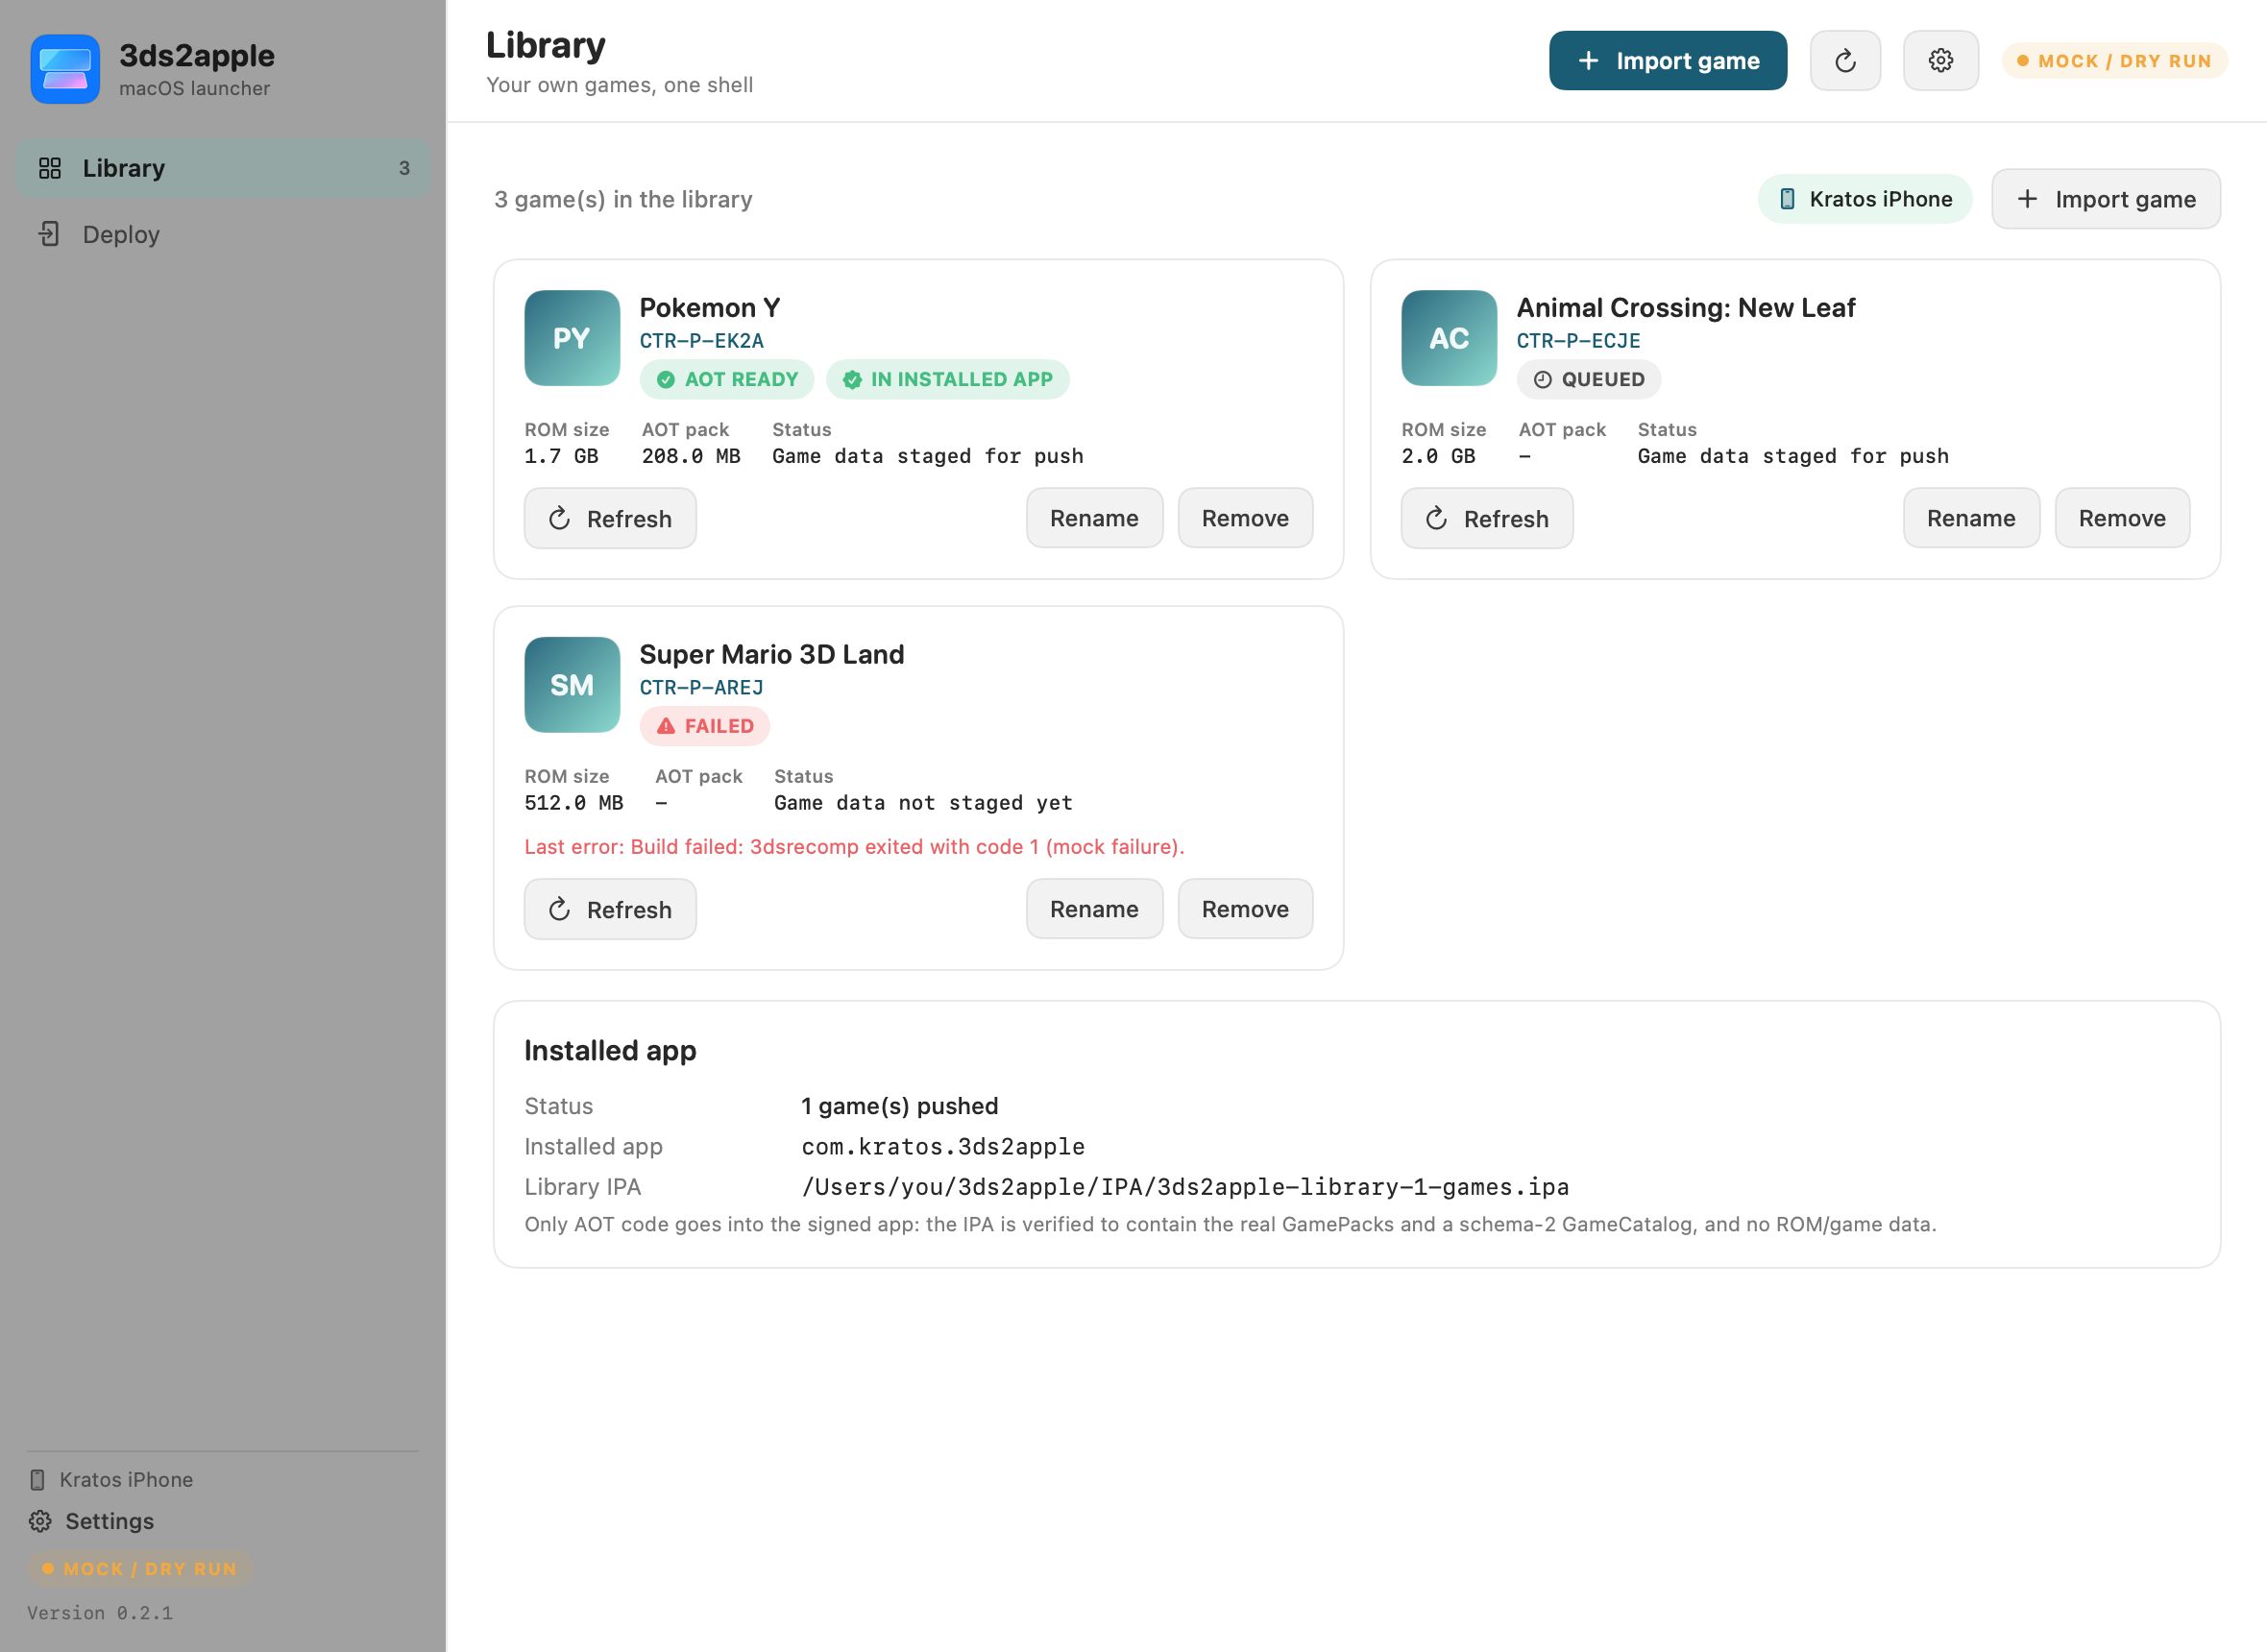 3ds2apple
macOS launcher
Library 3
Deploy
Kratos iPhone
Settings
MOCK / DRY RUN
Version 0.2.1
Library
Your own games, one shell
Import game
MOCK / DRY RUN
3 game(s) in the library
Kratos iPhone
Import game
PY
Pokemon Y
CTR-P-EK2A
AOT READY
IN INSTALLED APP
ROM size AOT pack Status
1.7 GB 208.0 MB Game data staged for push
Refresh Rename Remove
AC
Animal Crossing: New Leaf
CTR-P-ECJE
QUEUED
ROM size AOT pack Status
2.0 GB – Game data staged for push
Refresh Rename Remove
SM
Super Mario 3D Land
CTR-P-AREJ
FAILED
ROM size AOT pack Status
512.0 MB – Game data not staged yet
Last error: Build failed: 3dsrecomp exited with code 1 (mock failure).
Refresh Rename Remove
Installed app
Status 1 game(s) pushed
Installed app com.kratos.3ds2apple
Library IPA /Users/you/3ds2apple/IPA/3ds2apple-library-1-games.ipa
Only AOT code goes into the signed app: the IPA is verified to contain the real GamePacks and a schema-2 GameCatalog, and no ROM/game data.